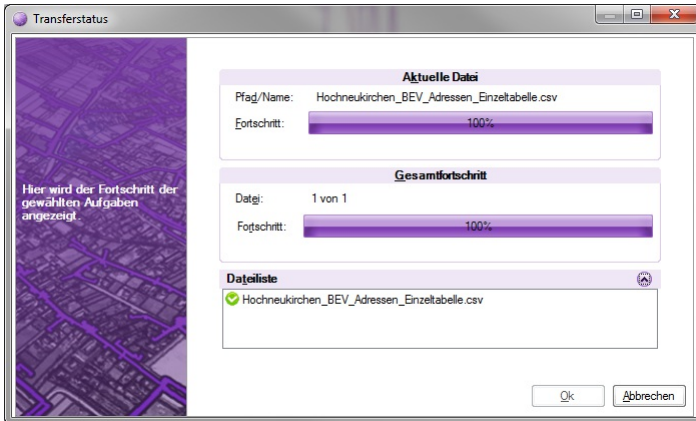 Transferstatus
Aktuelle Datei
Pfad/Name: Hochneukirchen_BEV_Adressen_Einzeltabelle.csv
Fortschritt: 100%
Hier wird der Fortschritt der
gewählten Aufgaben
angezeigt.
Gesamtfortschritt
Datei: 1 von 1
Fortschritt: 100%
Dateiliste
Hochneukirchen_BEV_Adressen_Einzeltabelle.csv
Ok Abbrechen